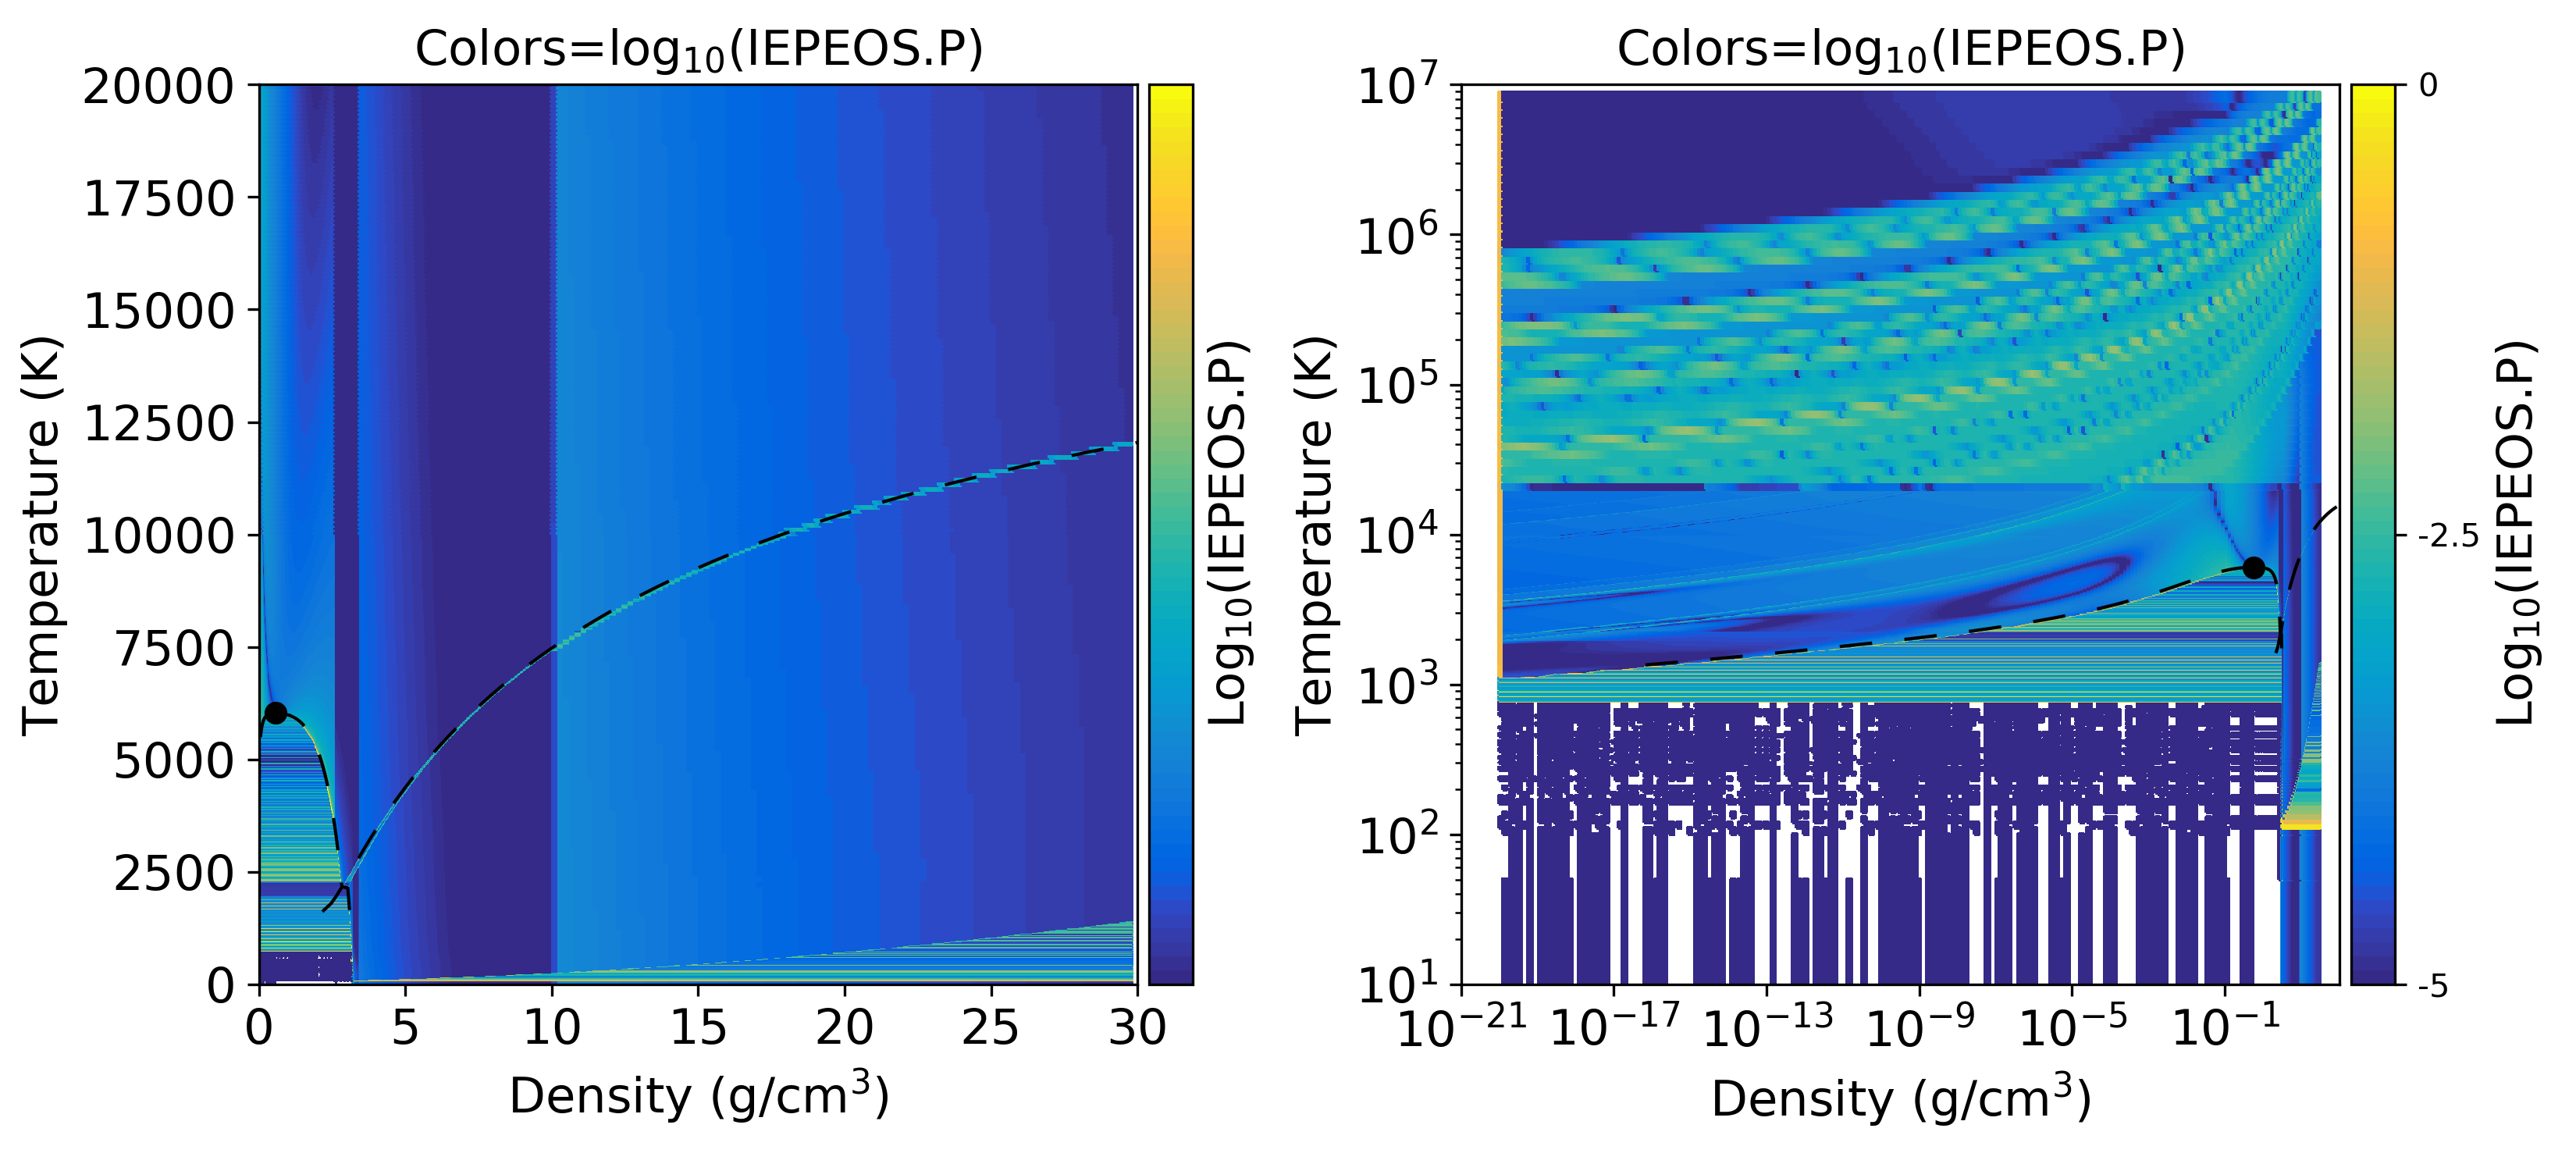 Colors=log₁₀(IEPEOS.P)
20000
17500
15000
12500
10000
7500
5000
2500
0
Temperature (K)
0 5 10 15 20 25 30
Density (g/cm³)
Log₁₀(IEPEOS.P)
Colors=log₁₀(IEPEOS.P)
10⁷
10⁶
10⁵
10⁴
10³
10²
10¹
Temperature (K)
10⁻²¹ 10⁻¹⁷ 10⁻¹³ 10⁻⁹ 10⁻⁵ 10⁻¹
Density (g/cm³)
0
-2.5
-5
Log₁₀(IEPEOS.P)